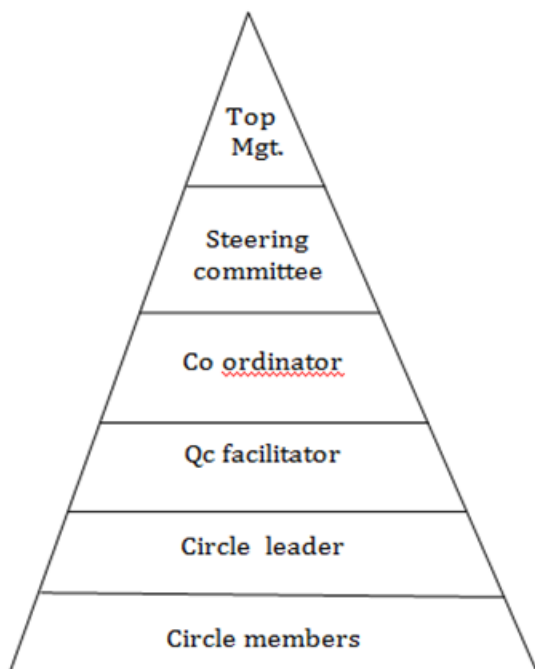 Top
Mgt.
Steering
committee
Co ordinator
Qc facilitator
Circle leader
Circle members